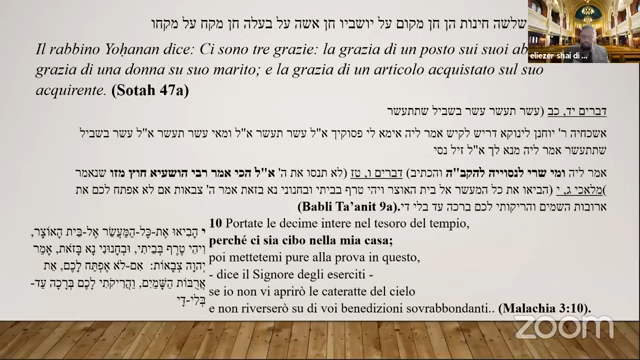 שלשה חינות הן חן מקום על יושביו חן אשה על בעלה חן מקח על מקחו
Il rabbino Yoḥanan dice: Ci sono tre grazie: la grazia di un posto sui suoi ab
grazia di una donna su suo marito; e la grazia di un articolo acquistato sul suo
acquirente. (Sotah 47a)
eliezer shai di ...
דברים יד, כב (עשר תעשר עשר בשביל שתתעשר
אשכחיה ר' יוחנן לינוקא דריש לקיש אמר ליה אימא לי פסוקיך א"ל עשר תעשר א"ל ומאי עשר תעשר א"ל עשר בשביל
שתתעשר אמר ליה מנא לך א"ל זיל נסי
אמר ליה ומי שרי לנסוייה להקב"ה והכתיב) דברים ו, טז (לא תנסו את ה' א"ל הכי אמר רבי הושעיא חוץ מזו שנאמר
)מלאכי ג, י (הביאו את כל המעשר אל בית האוצר ויהי טרף בביתי ובחנוני נא בזאת אמר ה' צבאות אם לא אפתח לכם את
ארובות השמים והריקותי לכם ברכה עד בלי די.(Babli Ta'anit 9a)
י הָבִיאוּ אֶת-כָּל-הַמַּעֲשֵׂר אֶל-בֵּית הָאוֹצָר,
וִיהִי טֶרֶף בְּבֵיתִי, וּבְחָנוּנִי נָא בָּזֹאת, אָמַר
יְהוָה צְבָאוֹת: אִם-לֹא אֶפְתַּח לָכֶם, אֵת
אֲרֻבּוֹת הַשָּׁמַיִם, וַהֲרִיקֹתִי לָכֶם בְּרָכָה, עַד-
בְּלִי-דָי
10 Portate le decime intere nel tesoro del tempio,
perché ci sia cibo nella mia casa;
poi mettetemi pure alla prova in questo,
- dice il Signore degli eserciti -
se io non vi aprirò le cateratte del cielo
e non riverserò su di voi benedizioni sovrabbondanti.. (Malachia 3:10).
zoom